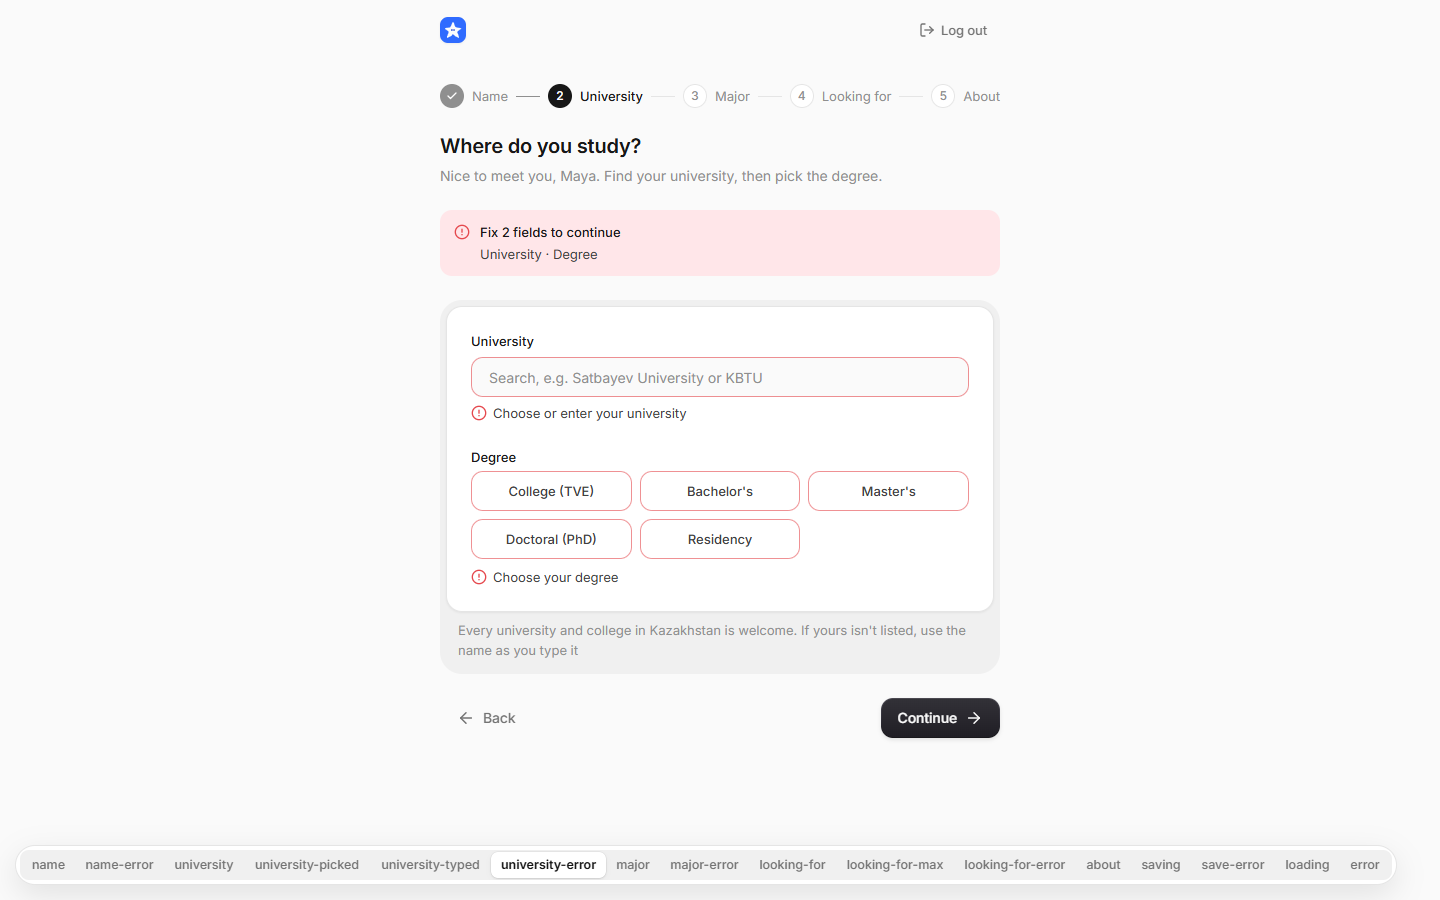 Log out
Name
2 University
3 Major
4 Looking for
5 About
Where do you study?
Nice to meet you, Maya. Find your university, then pick the degree.
Fix 2 fields to continue
University · Degree
University
Search, e.g. Satbayev University or KBTU
Choose or enter your university
Degree
College (TVE)
Bachelor's
Master's
Doctoral (PhD)
Residency
Choose your degree
Every university and college in Kazakhstan is welcome. If yours isn't listed, use the
name as you type it
Back
Continue
name name-error university university-picked university-typed university-error major major-error looking-for looking-for-max looking-for-error about saving save-error loading error